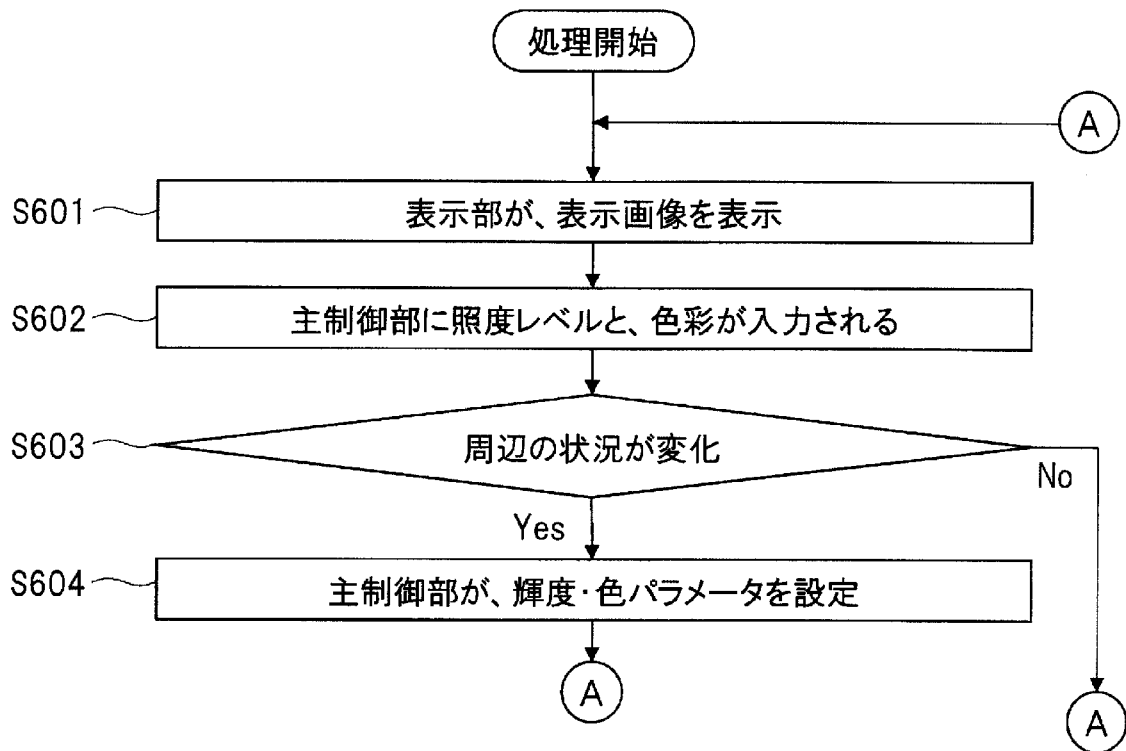 処理開始
A
S601
表示部が、表示画像を表示
S602
主制御部に照度レベルと、色彩が入力される
S603
周辺の状況が変化
No
Yes
S604
主制御部が、輝度・色パラメータを設定
A
A